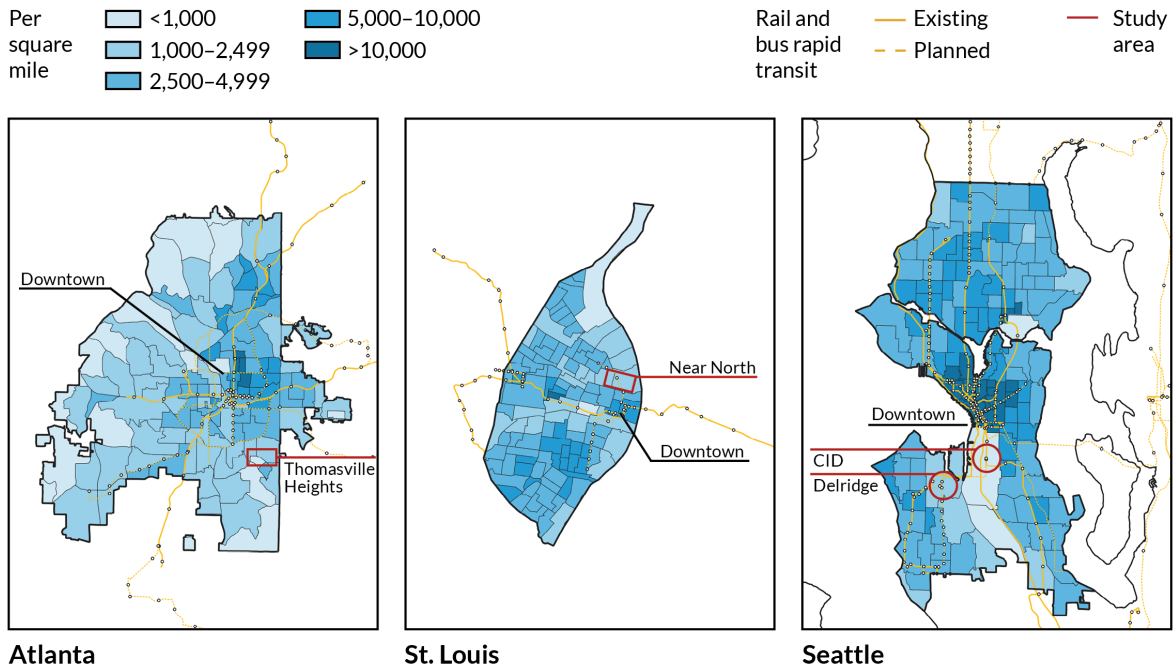 Per
square
mile
<1,000
1,000–2,499
2,500–4,999
5,000–10,000
>10,000
Rail and
bus rapid
transit
Existing
Planned
Study
area
Downtown
Thomasville
Heights
Near North
Downtown
Downtown
CID
Delridge
Atlanta
St. Louis
Seattle